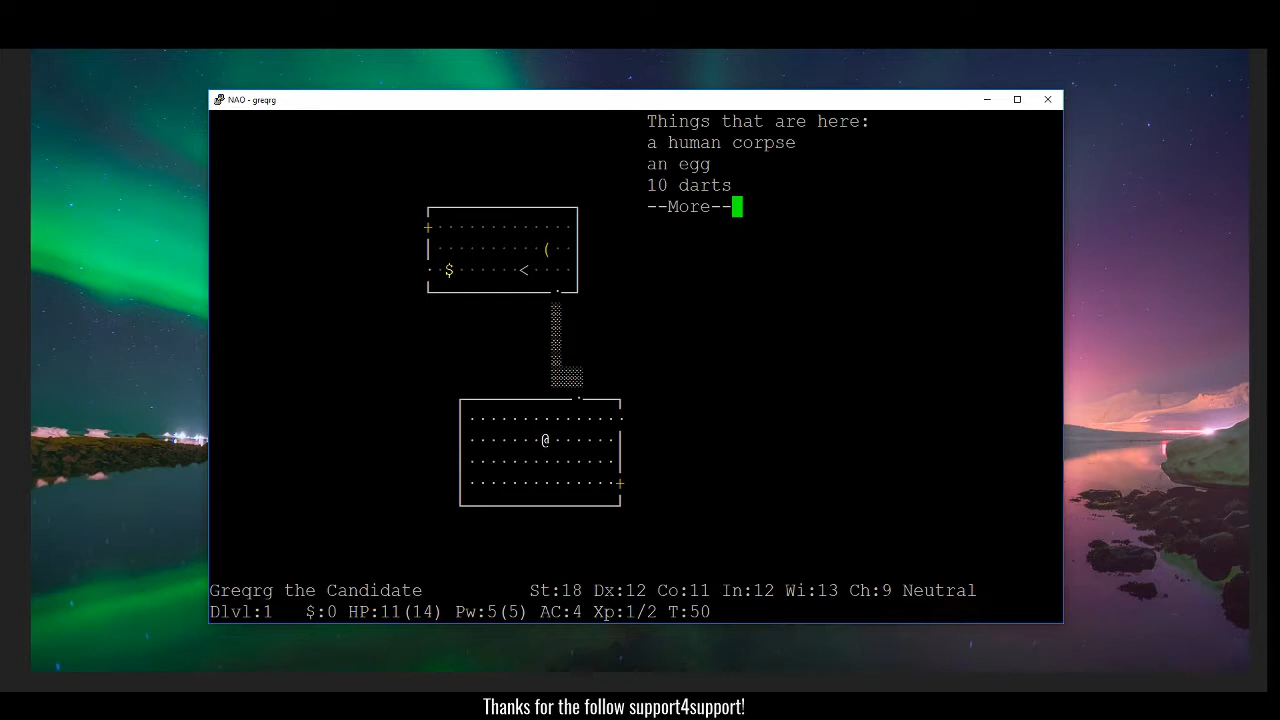 NAO - greqrg
Things that are here:
a human corpse
an egg
10 darts
--More--
Greqrg the Candidate St:18 Dx:12 Co:11 In:12 Wi:13 Ch:9 Neutral
Dlvl:1 $:0 HP:11(14) Pw:5(5) AC:4 Xp:1/2 T:50
Thanks for the follow support4support!